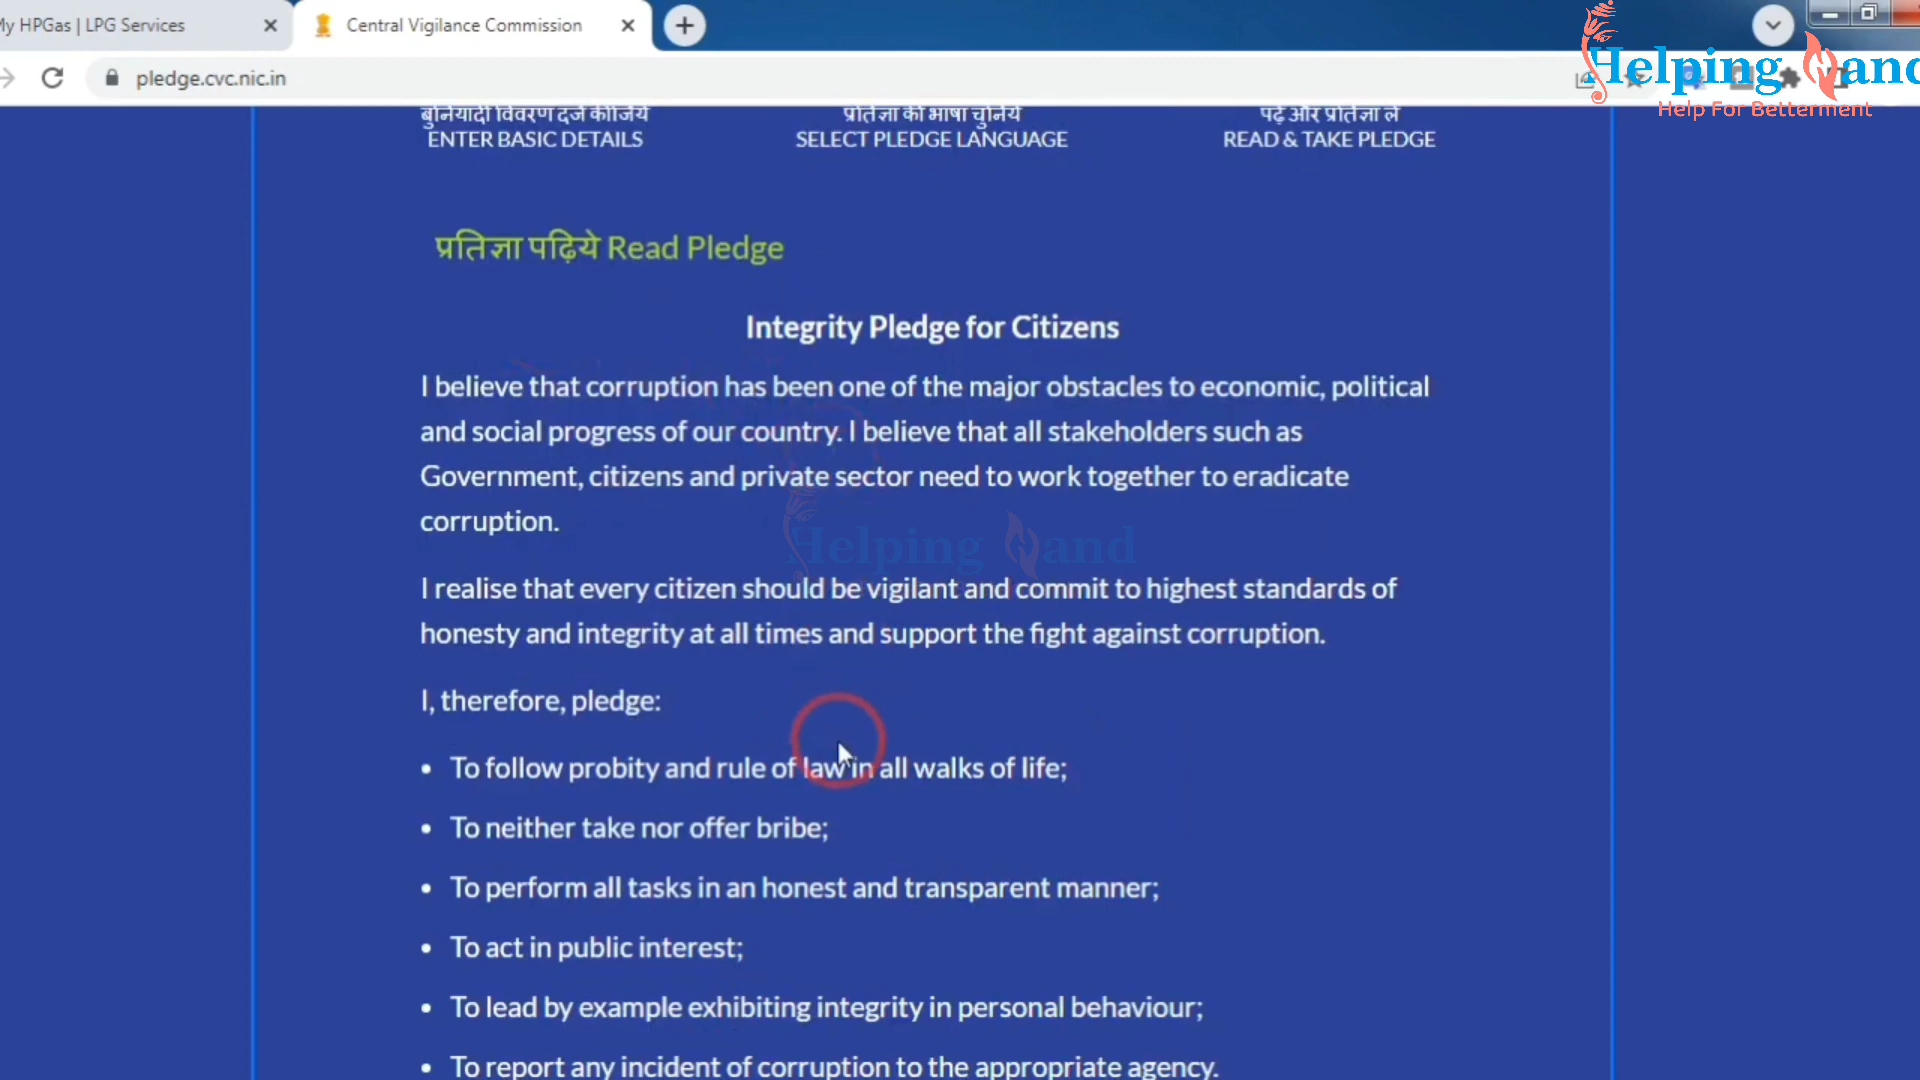 My HPGas | LPG Services
Central Vigilance Commission
pledge.cvc.nic.in
Helping Hand
Help For Betterment
बुनियादी विवरण दर्ज कीजिये
प्रतिज्ञा की भाषा चुनिये
पढ़ें और प्रतिज्ञा लें
ENTER BASIC DETAILS
SELECT PLEDGE LANGUAGE
READ & TAKE PLEDGE
प्रतिज्ञा पढ़िये Read Pledge
Integrity Pledge for Citizens
I believe that corruption has been one of the major obstacles to economic, political
and social progress of our country. I believe that all stakeholders such as
Government, citizens and private sector need to work together to eradicate
corruption.
Helping Hand
I realise that every citizen should be vigilant and commit to highest standards of
honesty and integrity at all times and support the fight against corruption.
I, therefore, pledge:
• To follow probity and rule of law in all walks of life;
• To neither take nor offer bribe;
• To perform all tasks in an honest and transparent manner;
• To act in public interest;
• To lead by example exhibiting integrity in personal behaviour;
• To report any incident of corruption to the appropriate agency.